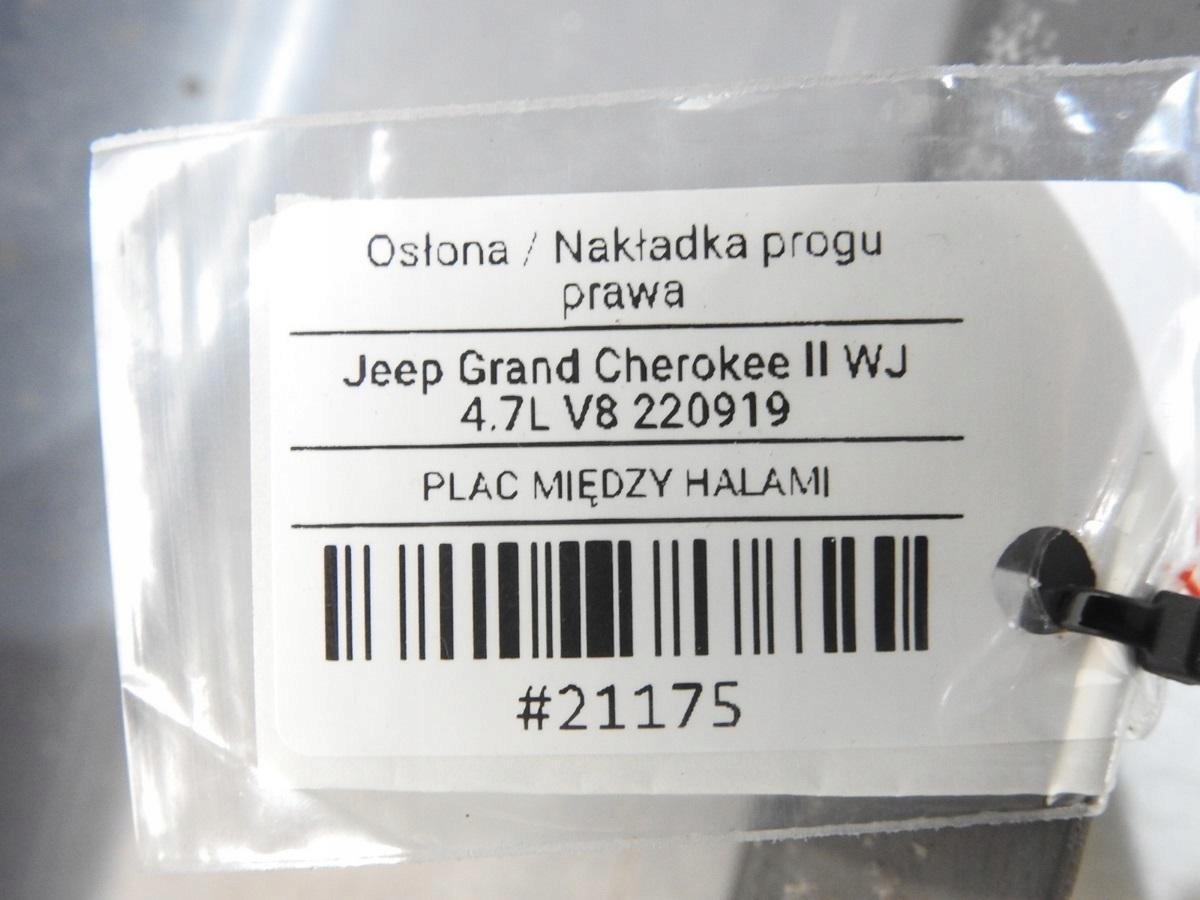 Osłona / Nakładka progu
prawa
Jeep Grand Cherokee II WJ
4.7L V8 220919
PLAC MIĘDZY HALAMI
#21175